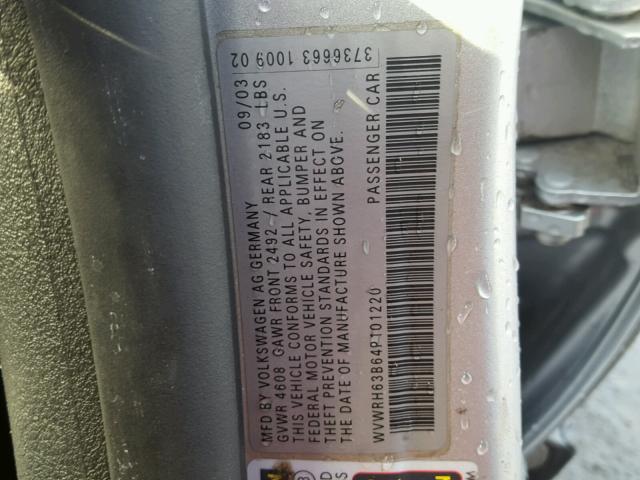 MFD BY VOLKSWAGEN AG GERMANY 09/03 3736663 1009 02
GVWR 4608 GAWR FRONT 2492-/ REAR 2183 LBS
THIS VEHICLE CONFORMS TO ALL APPLICABLE U.S.
FEDERAL MOTOR VEHICLE SAFETY, BUMPER AND
THEFT PREVENTION STANDARDS IN EFFECT ON
THE DATE OF MANUFACTURE SHOWN ABOVE.
WVWRH63B64P101220 PASSENGER CAR